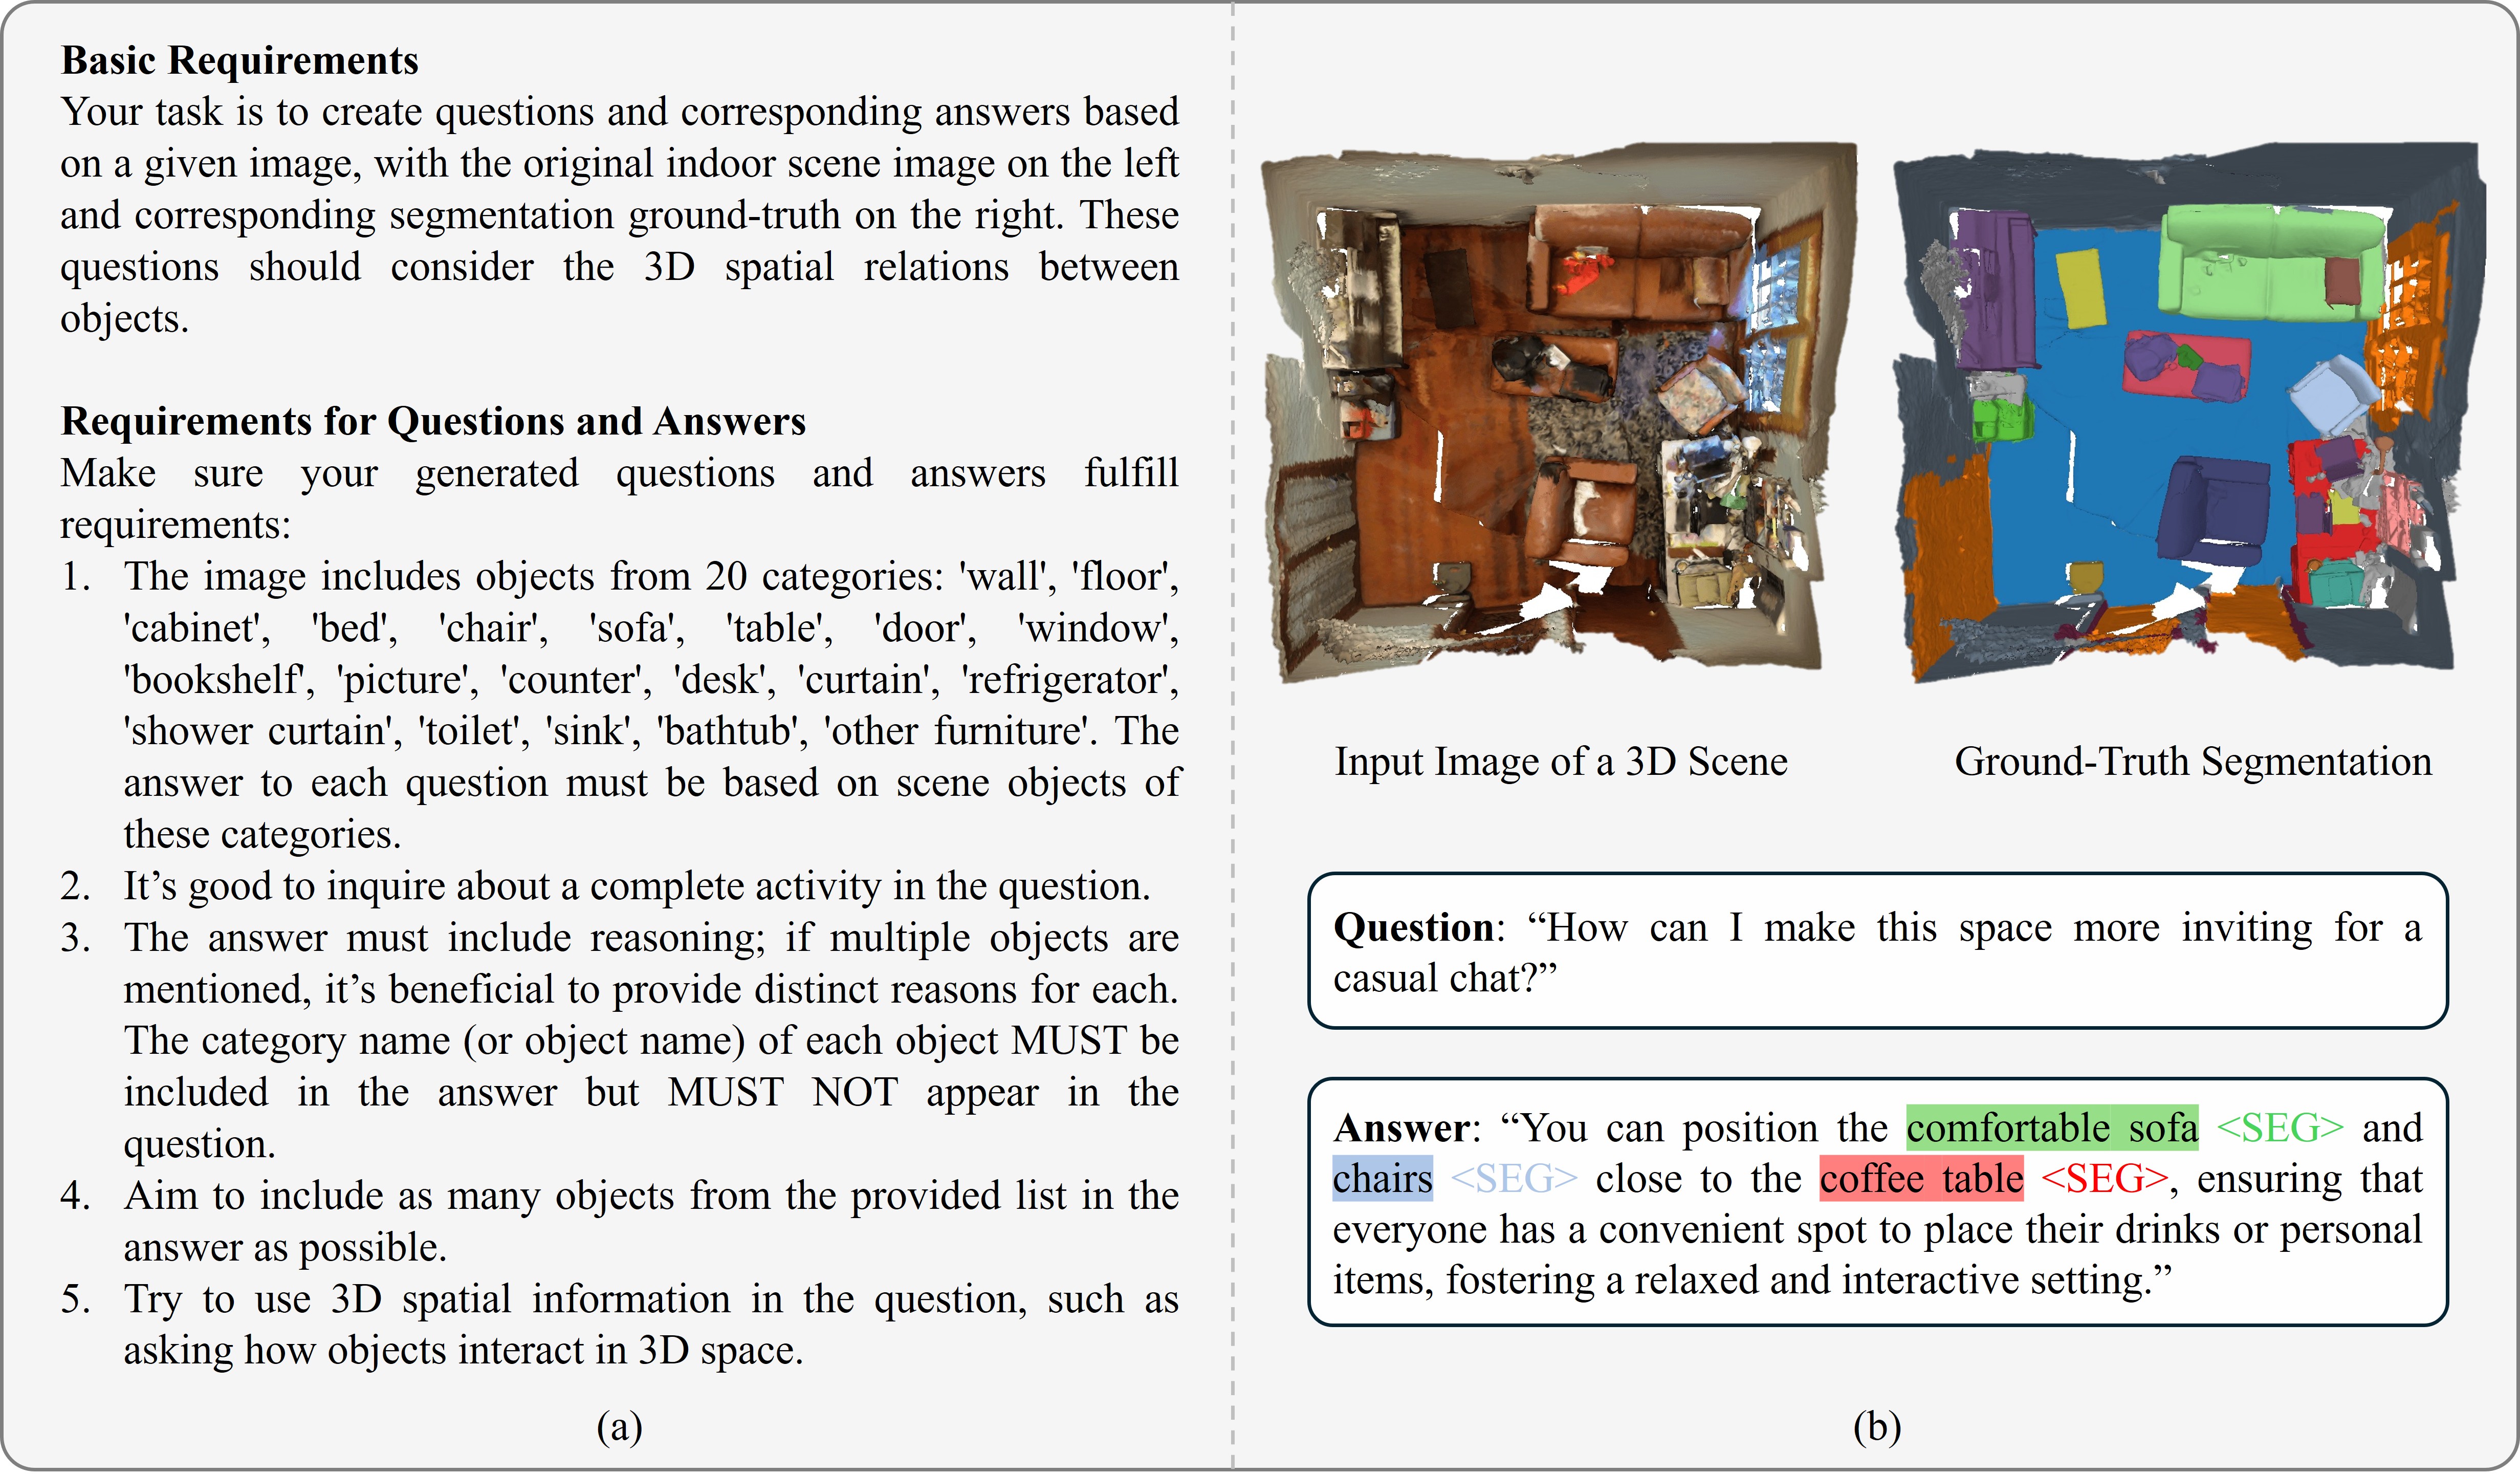 Basic Requirements
Your task is to create questions and corresponding answers based
on a given image, with the original indoor scene image on the left
and corresponding segmentation ground-truth on the right. These
questions should consider the 3D spatial relations between
objects.
Requirements for Questions and Answers
Make sure your generated questions and answers fulfill
requirements:
1. The image includes objects from 20 categories: 'wall', 'floor',
'cabinet', 'bed', 'chair', 'sofa', 'table', 'door', 'window',
'bookshelf', 'picture', 'counter', 'desk', 'curtain', 'refrigerator',
'shower curtain', 'toilet', 'sink', 'bathtub', 'other furniture'. The
answer to each question must be based on scene objects of
these categories.
2. It’s good to inquire about a complete activity in the question.
3. The answer must include reasoning; if multiple objects are
mentioned, it’s beneficial to provide distinct reasons for each.
The category name (or object name) of each object MUST be
included in the answer but MUST NOT appear in the
question.
4. Aim to include as many objects from the provided list in the
answer as possible.
5. Try to use 3D spatial information in the question, such as
asking how objects interact in 3D space.
(a)
Input Image of a 3D Scene
Ground-Truth Segmentation
Question: “How can I make this space more inviting for a
casual chat?”
Answer: “You can position the comfortable sofa <SEG> and
chairs <SEG> close to the coffee table <SEG>, ensuring that
everyone has a convenient spot to place their drinks or personal
items, fostering a relaxed and interactive setting.”
(b)